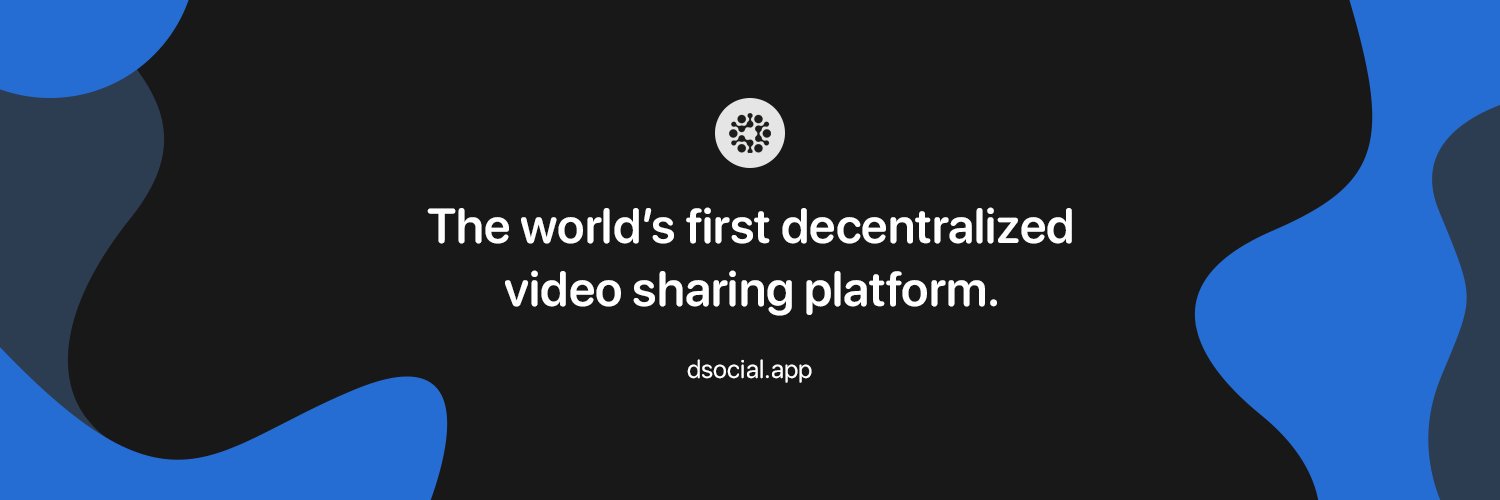 The world’s first decentralized
video sharing platform.
dsocial.app